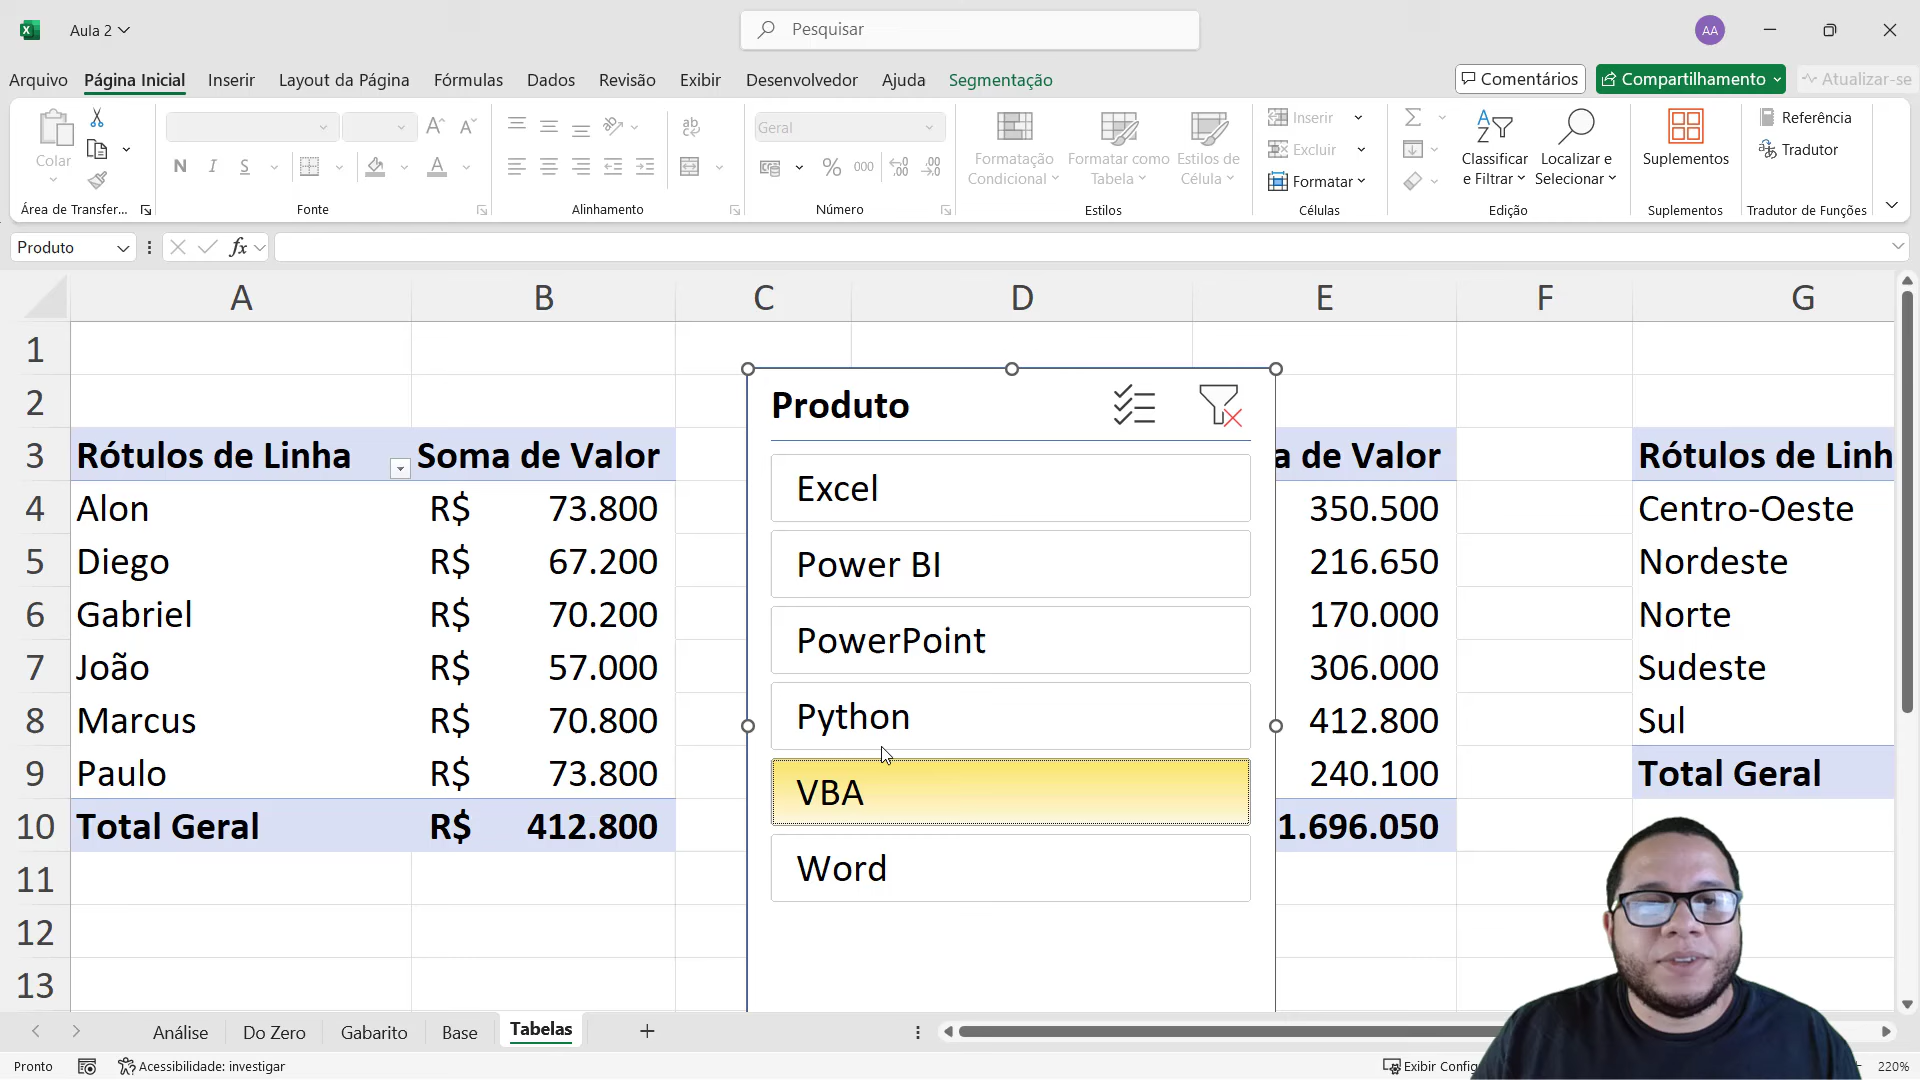 Aula 2
Pesquisar
AA
Arquivo Página Inicial Inserir Layout da Página Fórmulas Dados Revisão Exibir Desenvolvedor Ajuda Segmentação
Comentários Compartilhamento Atualizar-se
Colar
Área de Transfer...
N I S A
Fonte
ab
Alinhamento
Geral
% 000
Número
Formatação Condicional
Formatar como Tabela
Estilos de Célula
Estilos
Inserir
Excluir
Formatar
Células
Classificar e Filtrar
Localizar e Selecionar
Edição
Suplementos
Suplementos
Referência
Tradutor
Tradutor de Funções
Produto
fx
A B C D E F G
1
2
3 Rótulos de Linha Soma de Valor a de Valor Rótulos de Linh
4 Alon R$ 73.800 350.500 Centro-Oeste
5 Diego R$ 67.200 216.650 Nordeste
6 Gabriel R$ 70.200 170.000 Norte
7 João R$ 57.000 306.000 Sudeste
8 Marcus R$ 70.800 412.800 Sul
9 Paulo R$ 73.800 240.100 Total Geral
10 Total Geral R$ 412.800 1.696.050
11
12
13
Produto
Excel
Power BI
PowerPoint
Python
VBA
Word
Análise Do Zero Gabarito Base Tabelas
Pronto Acessibilidade: investigar Exibir Config 220%